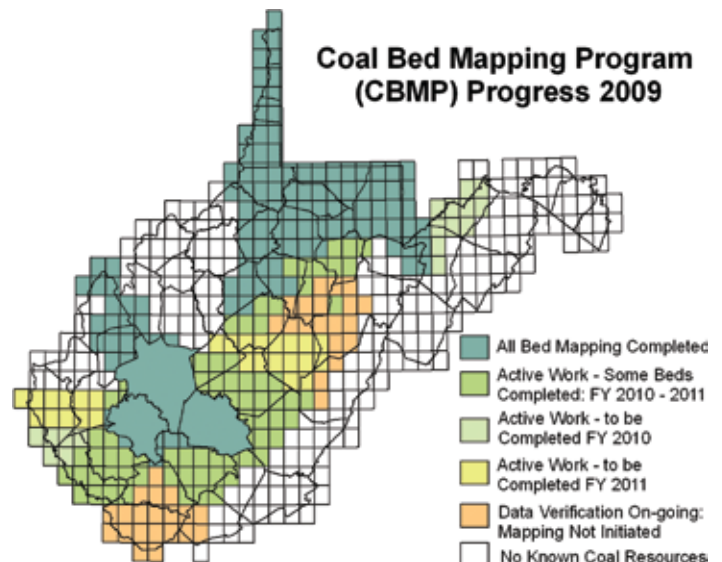 Coal Bed Mapping Program
(CBMP) Progress 2009
All Bed Mapping Completed
Active Work - Some Beds
Completed: FY 2010 - 2011
Active Work - to be
Completed FY 2010
Active Work - to be
Completed FY 2011
Data Verification On-going:
Mapping Not Initiated
No Known Coal Resources